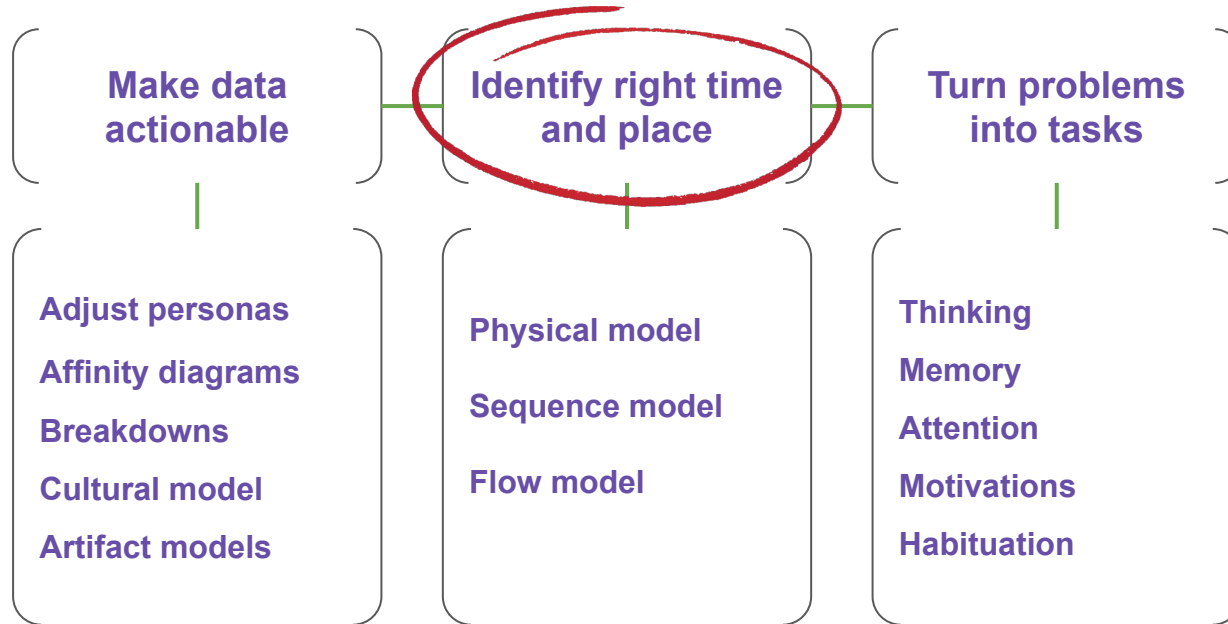 Make data
actionable
Identify right time
and place
Turn problems
into tasks
Adjust personas
Affinity diagrams
Breakdowns
Cultural model
Artifact models
Physical model
Sequence model
Flow model
Thinking
Memory
Attention
Motivations
Habituation